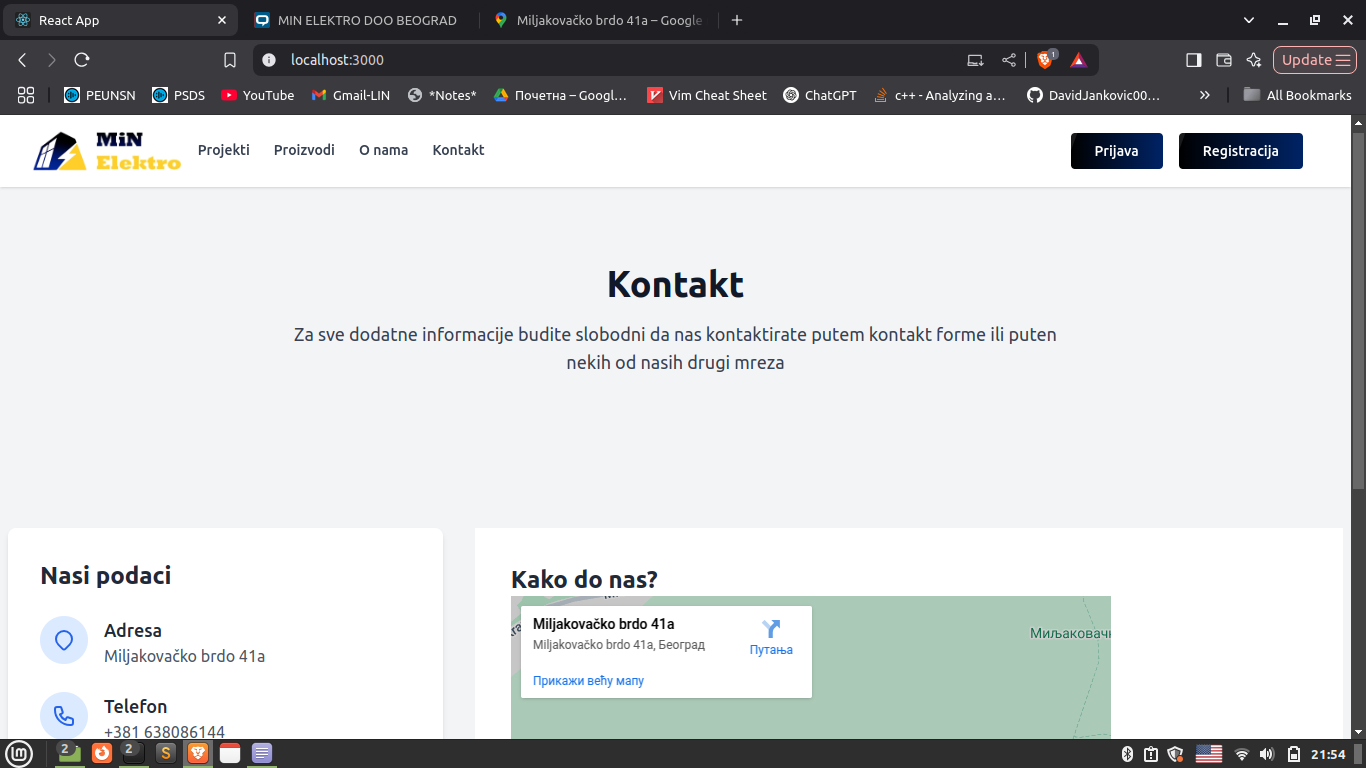 React App
MIN ELEKTRO DOO BEOGRAD
Miljakovačko brdo 41a – Google
localhost:3000
1
Update
PEUNSN
PSDS
YouTube
Gmail-LIN
*Notes*
Почетна – Googl...
Vim Cheat Sheet
ChatGPT
c++ - Analyzing a...
DavidJankovic00...
All Bookmarks
MiN
Elektro
Projekti
Proizvodi
O nama
Kontakt
Prijava
Registracija
Kontakt
Za sve dodatne informacije budite slobodni da nas kontaktirate putem kontakt forme ili puten
nekih od nasih drugi mreza
Nasi podaci
Adresa
Miljakovačko brdo 41a
Telefon
+381 638086144
Kako do nas?
Miljakovačko brdo 41a
Miljakovačko brdo 41a, Београд
Путања
Прикажи већу мапу
Миљаковачк
2
2
S
21:54